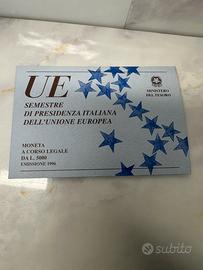 UE
SEMESTRE
DI PRESIDENZA ITALIANA
DELL'UNIONE EUROPEA
MINISTERO
DEL TESORO
MONETA
A CORSO LEGALE
DA L. 5000
EMISSIONE 1996
subito